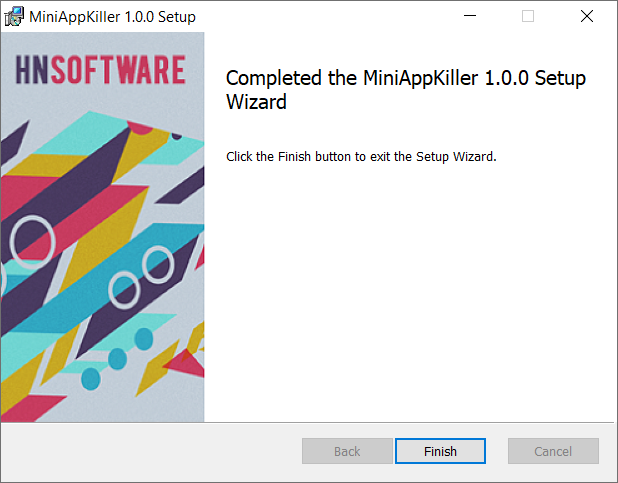 MiniAppKiller 1.0.0 Setup
HNSOFTWARE
Completed the MiniAppKiller 1.0.0 Setup
Wizard
Click the Finish button to exit the Setup Wizard.
Back
Finish
Cancel